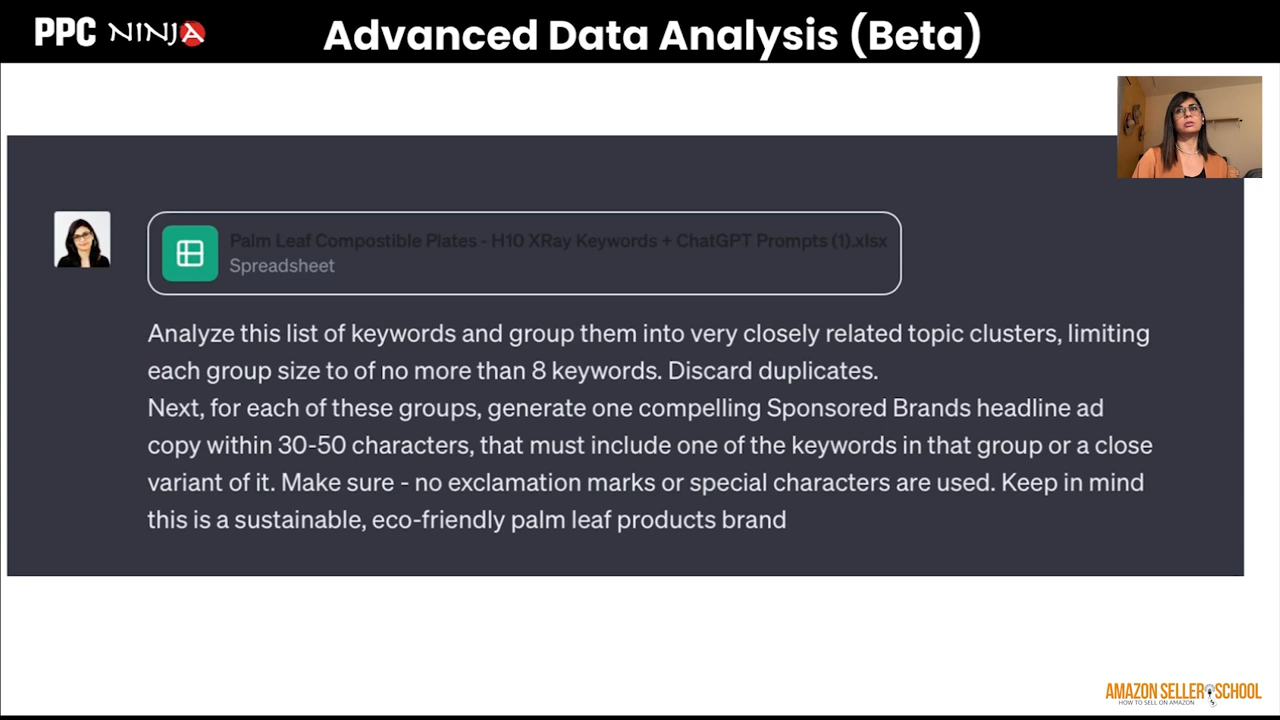 PPC NINJA
Advanced Data Analysis (Beta)
Palm Leaf Compostible Plates - H10 XRay Keywords + ChatGPT Prompts (1).xlsx
Spreadsheet
Analyze this list of keywords and group them into very closely related topic clusters, limiting
each group size to of no more than 8 keywords. Discard duplicates.
Next, for each of these groups, generate one compelling Sponsored Brands headline ad
copy within 30-50 characters, that must include one of the keywords in that group or a close
variant of it. Make sure - no exclamation marks or special characters are used. Keep in mind
this is a sustainable, eco-friendly palm leaf products brand
AMAZON SELLER SCHOOL
HOW TO SELL ON AMAZON